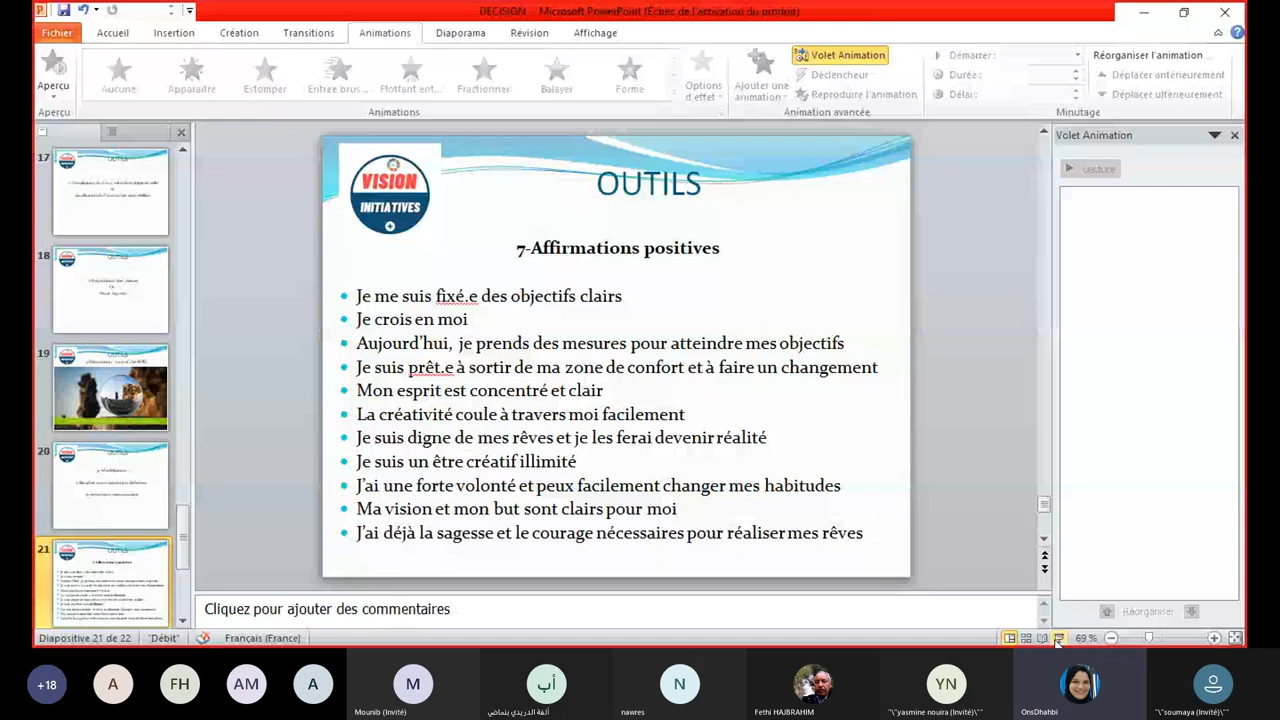 DECISION - Microsoft PowerPoint (Échec de l'activation du produit)
Fichier Accueil Insertion Création Transitions Animations Diaporama Révision Affichage
Aperçu
Aucune Apparaître Estomper Entrée brus... Flottant ent... Fractionner Balayer Forme
Options d'effet
Ajouter une animation
Volet Animation
Déclencheur
Reproduire l'animation
Démarrer :
Durée :
Délai :
Réorganiser l'animation
Déplacer antérieurement
Déplacer ultérieurement
Aperçu Animations Animation avancée Minutage
17
18
19
20
21
VISION
INITIATIVES
OUTILS
7-Affirmations positives
• Je me suis fixé.e des objectifs clairs
• Je crois en moi
• Aujourd'hui, je prends des mesures pour atteindre mes objectifs
• Je suis prêt.e à sortir de ma zone de confort et à faire un changement
• Mon esprit est concentré et clair
• La créativité coule à travers moi facilement
• Je suis digne de mes rêves et je les ferai devenir réalité
• Je suis un être créatif illimité
• J'ai une forte volonté et peux facilement changer mes habitudes
• Ma vision et mon but sont clairs pour moi
• J'ai déjà la sagesse et le courage nécessaires pour réaliser mes rêves
Volet Animation
Lecture
Réorganiser
Cliquez pour ajouter des commentaires
Diapositive 21 de 22 "Débit" Français (France) 69 %
+18 A FH AM A M أب N YN
Mounib (Invité) ألفة الدريدي بنماضي nawres Fethi HAJBRAHIM \"yasmine nouira (Invité)\" OnsDhahbi \"soumaya (Invité)\"